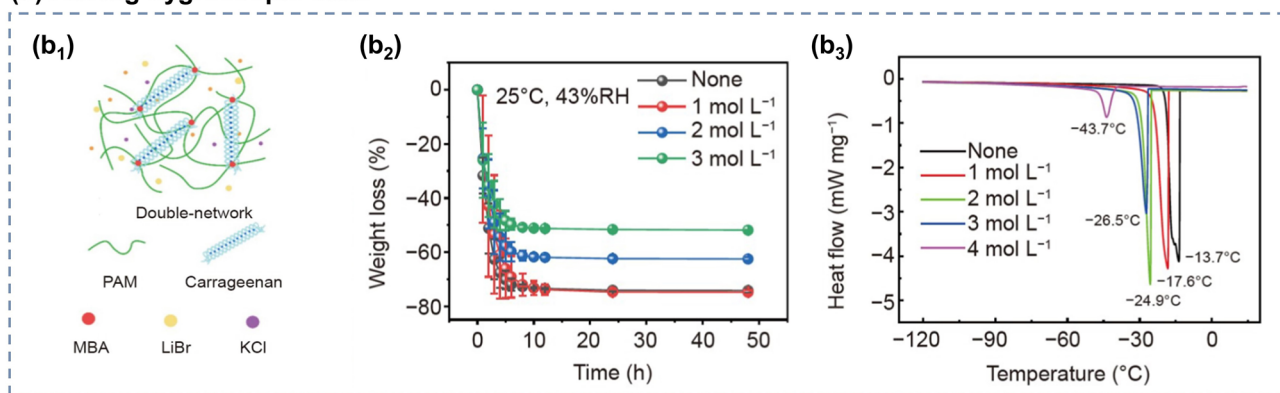 (b₁)
Double-network
PAM
Carrageenan
MBA
LiBr
KCl
(b₂)
Weight loss (%)
0
−20
−40
−60
−80
25°C, 43%RH
None
1 mol L⁻¹
2 mol L⁻¹
3 mol L⁻¹
0
10
20
30
40
50
Time (h)
(b₃)
Heat flow (mW mg⁻¹)
0
−1
−2
−3
−4
−5
None
1 mol L⁻¹
2 mol L⁻¹
3 mol L⁻¹
4 mol L⁻¹
−43.7°C
−26.5°C
−13.7°C
−17.6°C
−24.9°C
−120
−90
−60
−30
0
Temperature (°C)